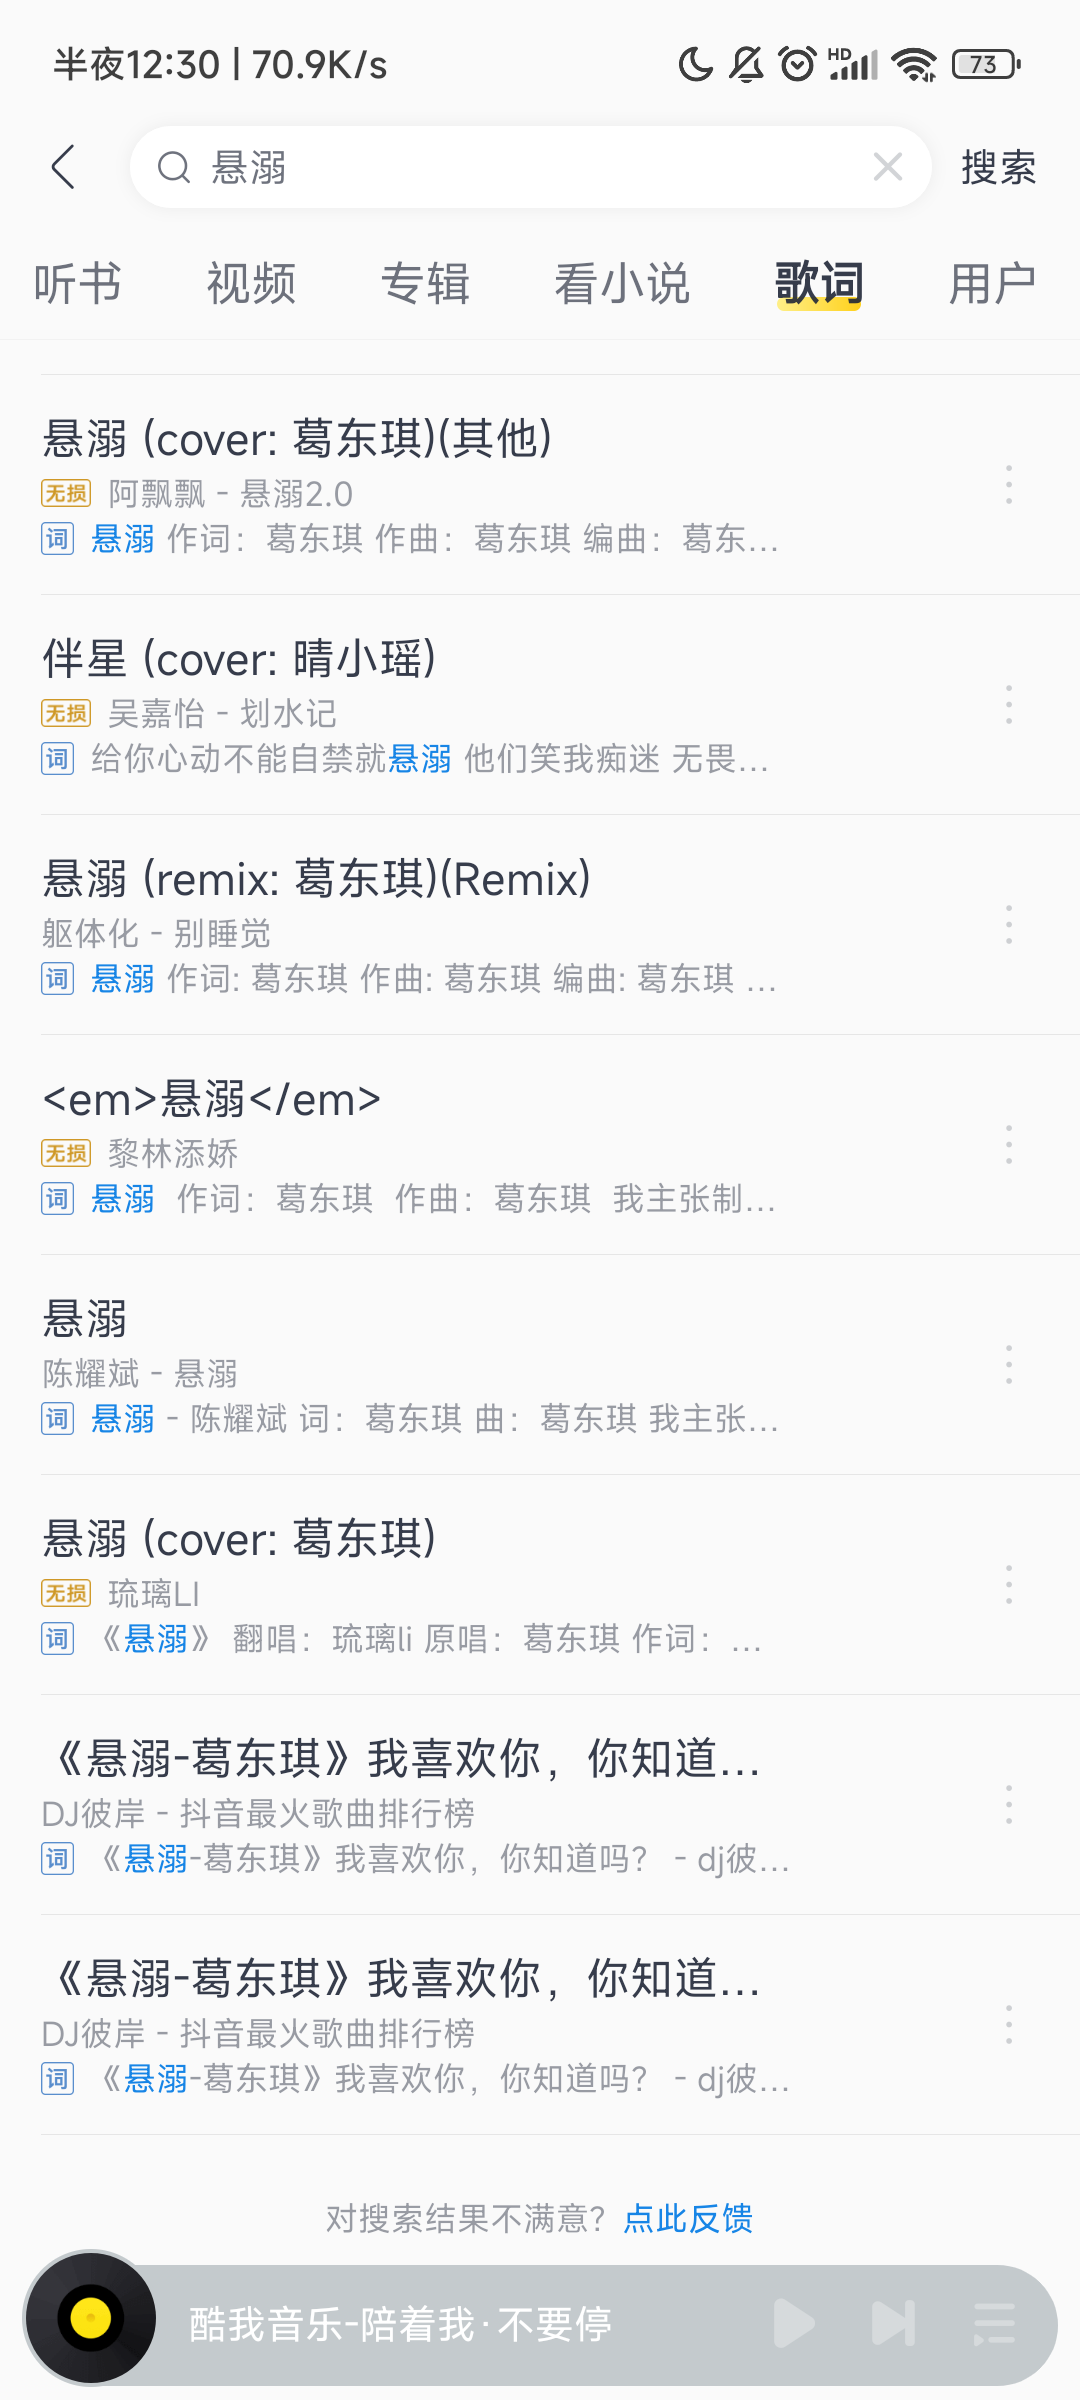 半夜12:30 | 70.9K/s HD 73
悬溺 搜索
听书 视频 专辑 看小说 歌词 用户
悬溺 (cover: 葛东琪)(其他)
无损 阿飘飘 - 悬溺2.0
词 悬溺 作词： 葛东琪 作曲： 葛东琪 编曲： 葛东...
伴星 (cover: 晴小瑶)
无损 吴嘉怡 - 划水记
词 给你心动不能自禁就悬溺 他们笑我痴迷 无畏...
悬溺 (remix: 葛东琪)(Remix)
躯体化 - 别睡觉
词 悬溺 作词: 葛东琪 作曲: 葛东琪 编曲: 葛东琪 ...
<em>悬溺</em>
无损 黎林添娇
词 悬溺 作词： 葛东琪 作曲： 葛东琪 我主张制...
悬溺
陈耀斌 - 悬溺
词 悬溺 - 陈耀斌 词： 葛东琪 曲： 葛东琪 我主张...
悬溺 (cover: 葛东琪)
无损 琉璃LI
词 《悬溺》 翻唱： 琉璃li 原唱： 葛东琪 作词： ...
《悬溺-葛东琪》我喜欢你，你知道...
DJ彼岸 - 抖音最火歌曲排行榜
词 《悬溺-葛东琪》我喜欢你，你知道吗？ - dj彼...
《悬溺-葛东琪》我喜欢你，你知道...
DJ彼岸 - 抖音最火歌曲排行榜
词 《悬溺-葛东琪》我喜欢你，你知道吗？ - dj彼...
对搜索结果不满意？点此反馈
酷我音乐-陪着我·不要停